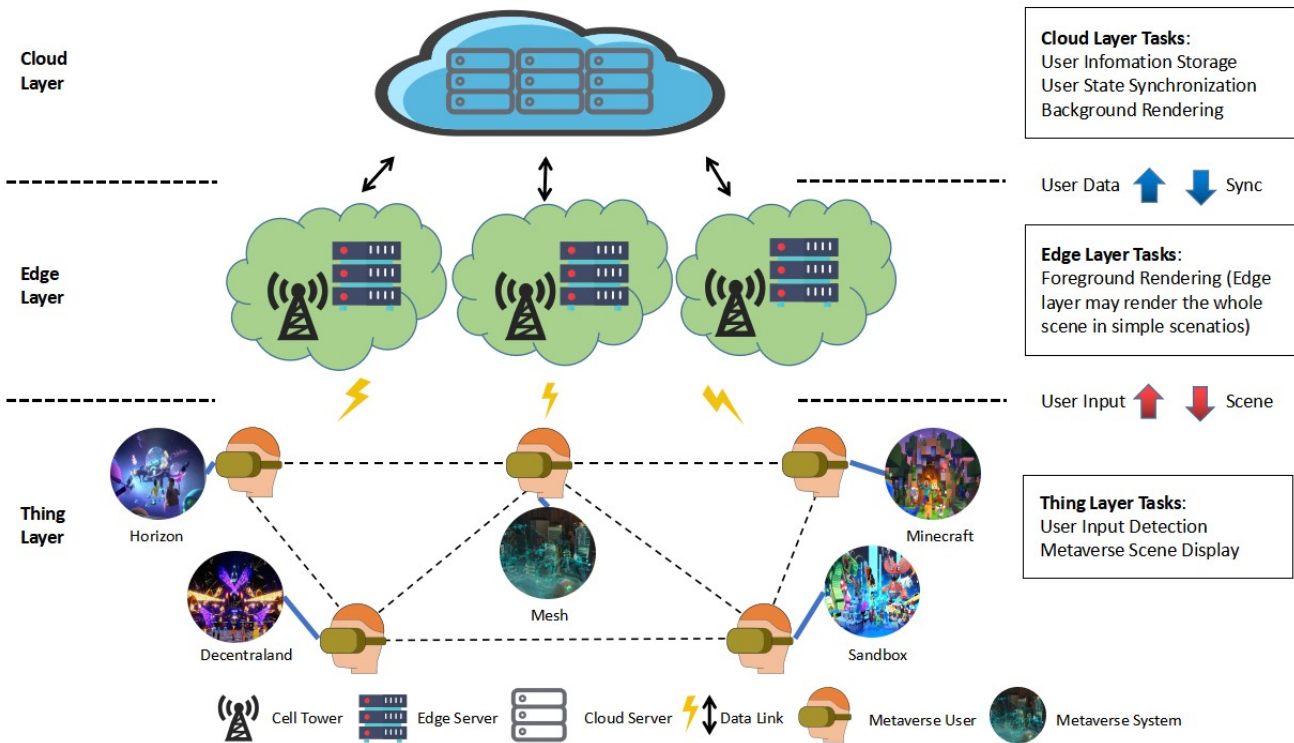 Cloud
Layer
Cloud Layer Tasks:
User Infomation Storage
User State Synchronization
Background Rendering
User Data
Sync
Edge
Layer
Edge Layer Tasks:
Foreground Rendering (Edge
layer may render the whole
scene in simple scenatios)
User Input
Scene
Thing
Layer
Horizon
Mesh
Minecraft
Decentraland
Sandbox
Thing Layer Tasks:
User Input Detection
Metaverse Scene Display
Cell Tower
Edge Server
Cloud Server
Data Link
Metaverse User
Metaverse System